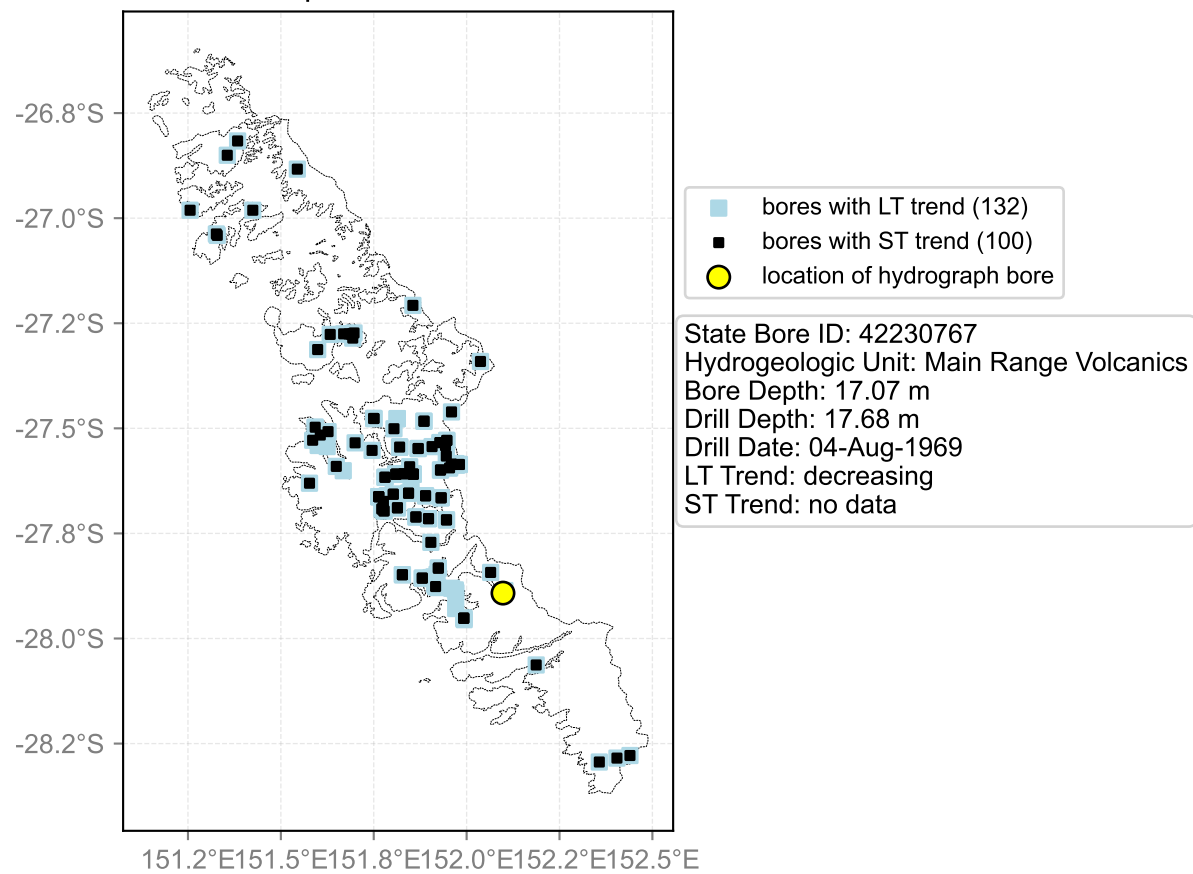 -26.8°S
-27.0°S
-27.2°S
-27.5°S
-27.8°S
-28.0°S
-28.2°S
151.2°E151.5°E151.8°E152.0°E152.2°E152.5°E
bores with LT trend (132)
bores with ST trend (100)
location of hydrograph bore
State Bore ID: 42230767
Hydrogeologic Unit: Main Range Volcanics
Bore Depth: 17.07 m
Drill Depth: 17.68 m
Drill Date: 04-Aug-1969
LT Trend: decreasing
ST Trend: no data